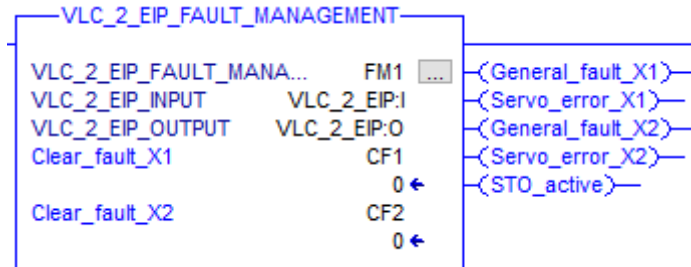 VLC_2_EIP_FAULT_MANAGEMENT
VLC_2_EIP_FAULT_MANA... FM1 ... (General_fault_X1)
VLC_2_EIP_INPUT VLC_2_EIP:I (Servo_error_X1)
VLC_2_EIP_OUTPUT VLC_2_EIP:O (General_fault_X2)
Clear_fault_X1 CF1 (Servo_error_X2)
0 (STO_active)
Clear_fault_X2 CF2
0